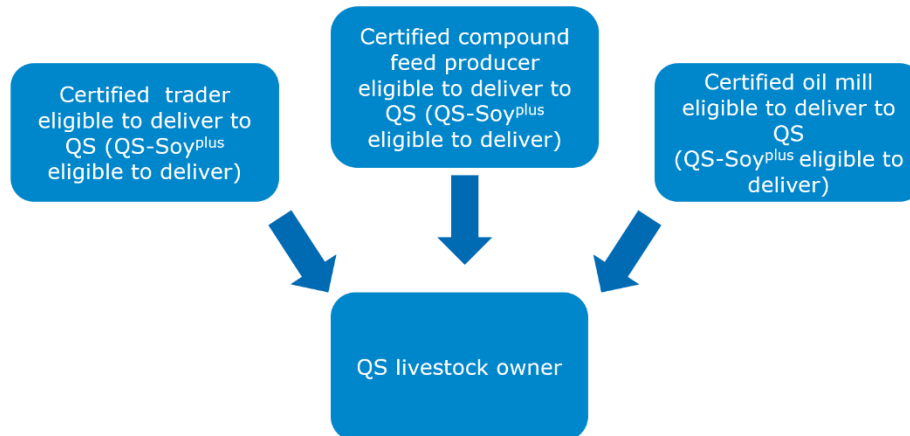 Certified trader
eligible to deliver to
QS (QS-Soyplus
eligible to deliver)
Certified compound
feed producer
eligible to deliver to
QS (QS-Soyplus
eligible to deliver)
Certified oil mill
eligible to deliver to
QS
(QS-Soyplus eligible to
deliver)
QS livestock owner